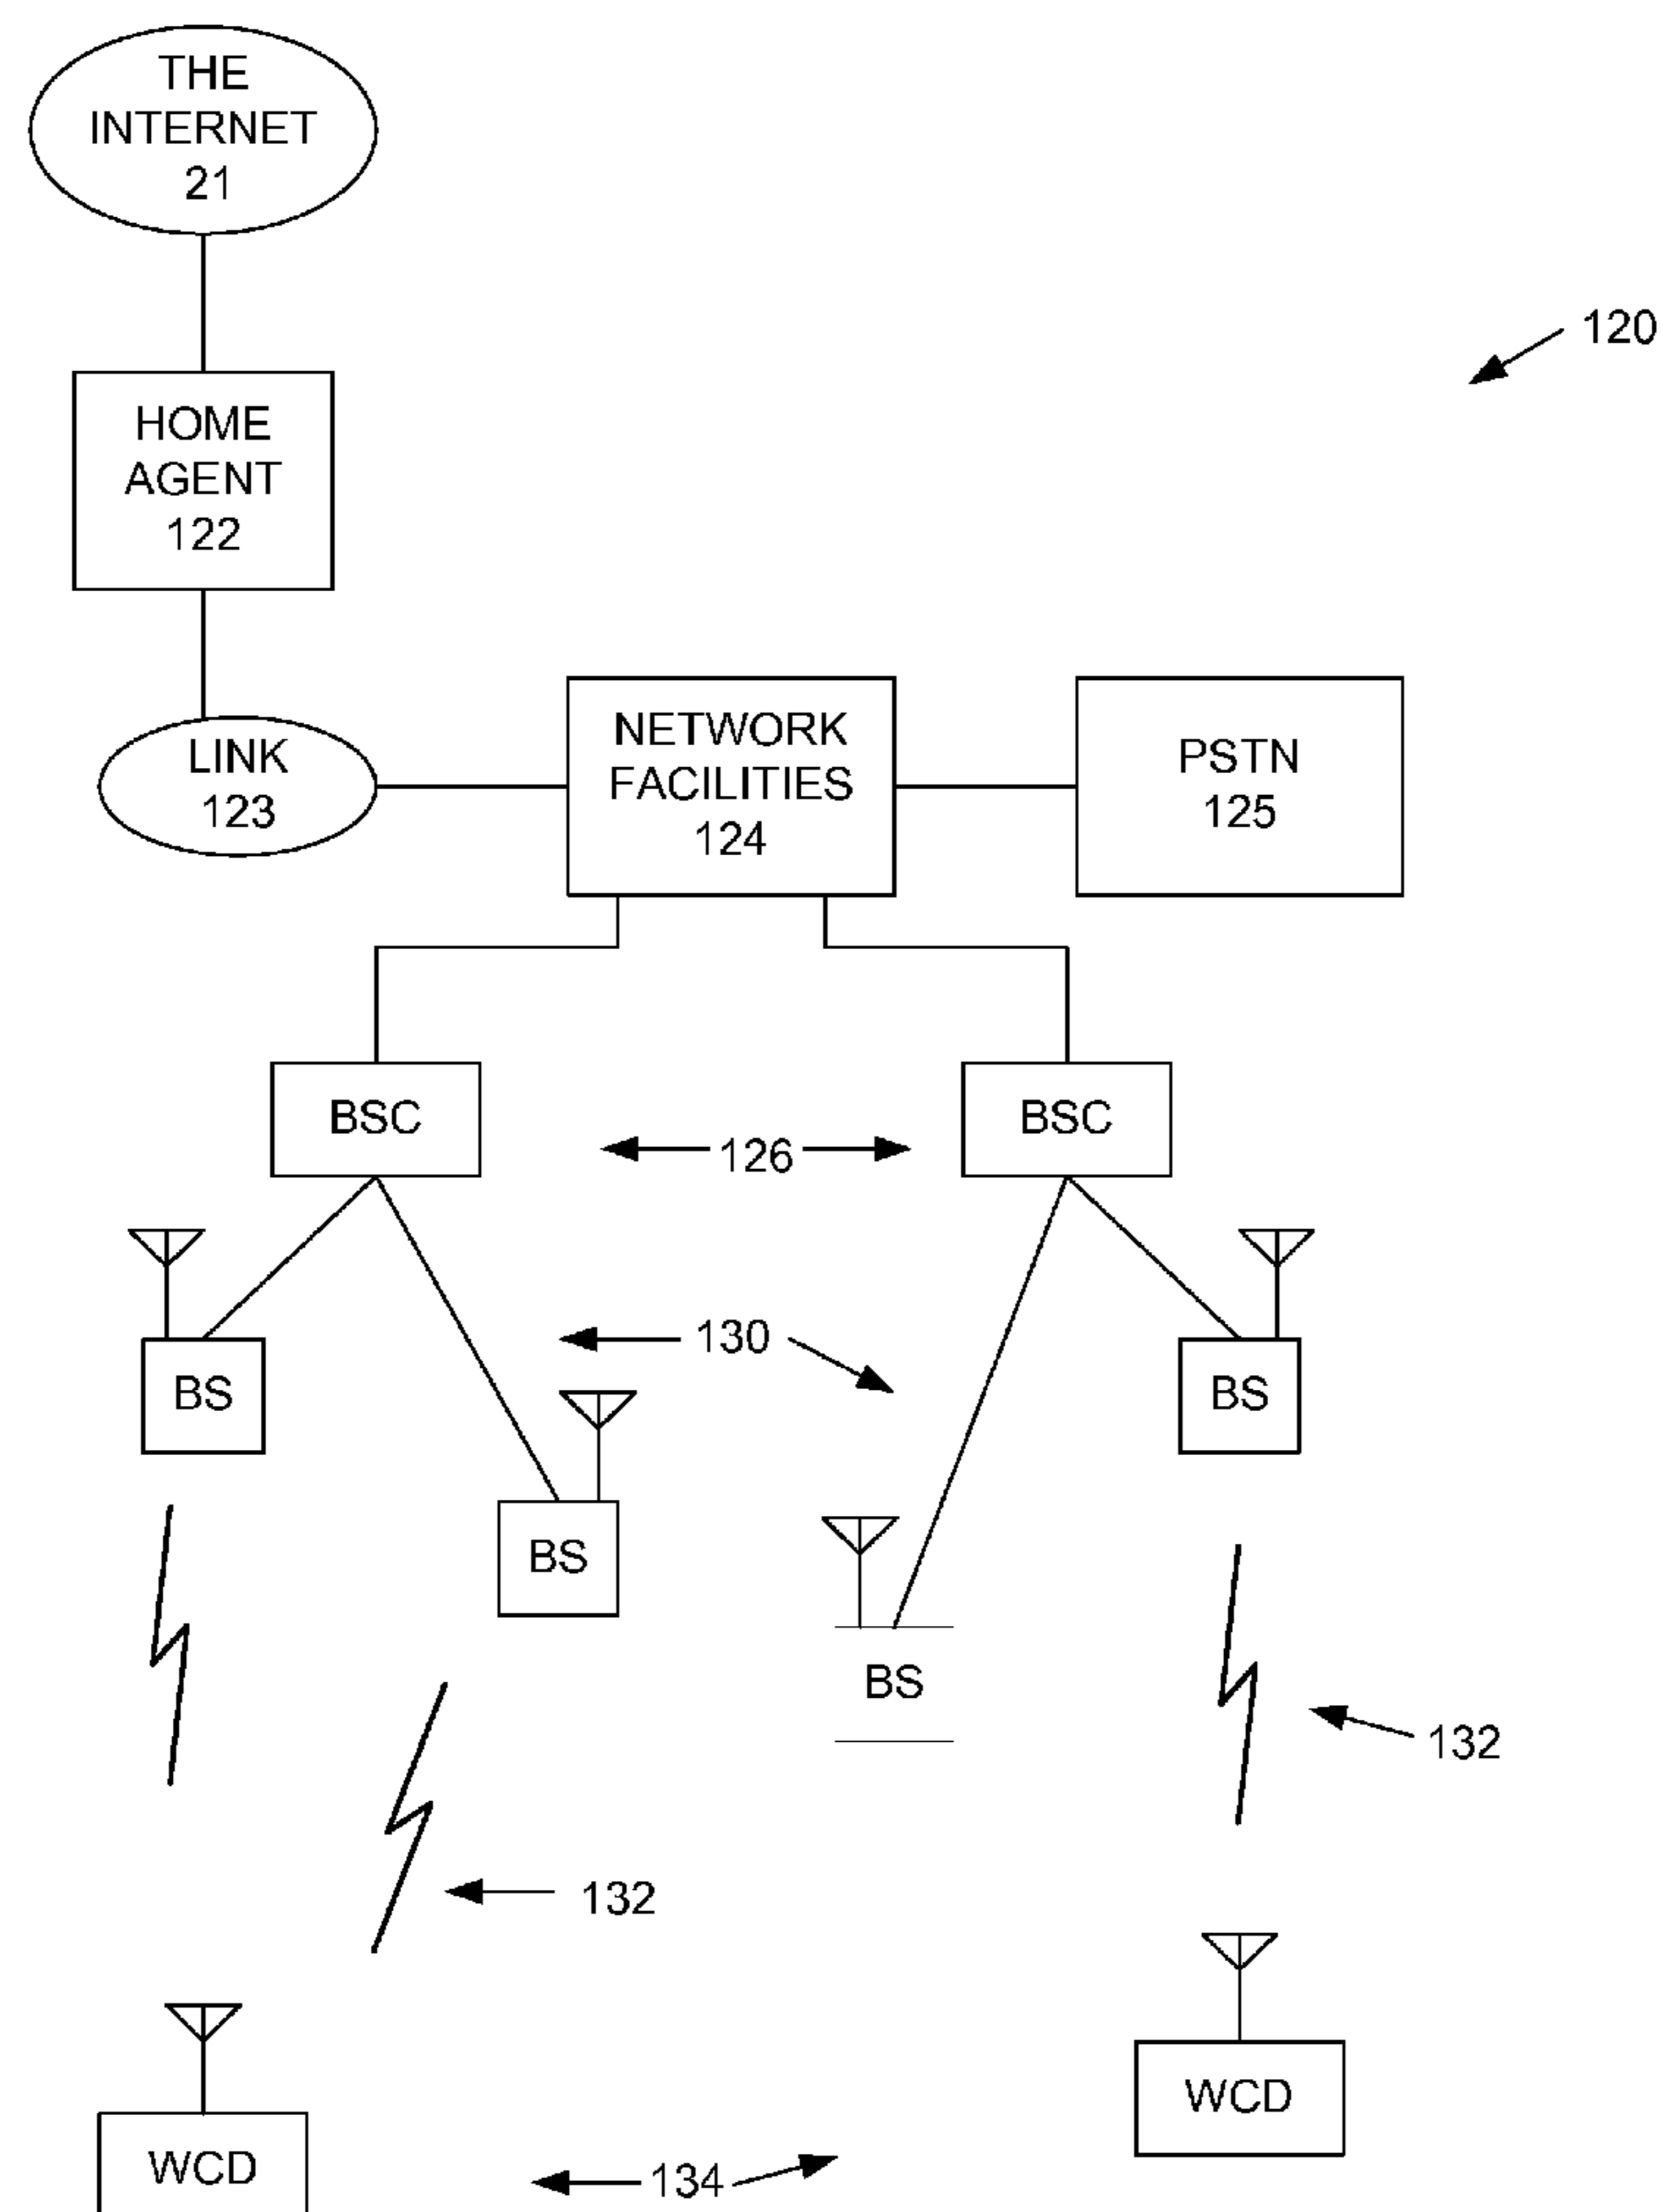 THE
INTERNET
21
120
HOME
AGENT
122
LINK
123
NETWORK
FACILITIES
124
PSTN
125
BSC
126
BSC
130
BS
BS
BS
BS
132
132
WCD
WCD
134